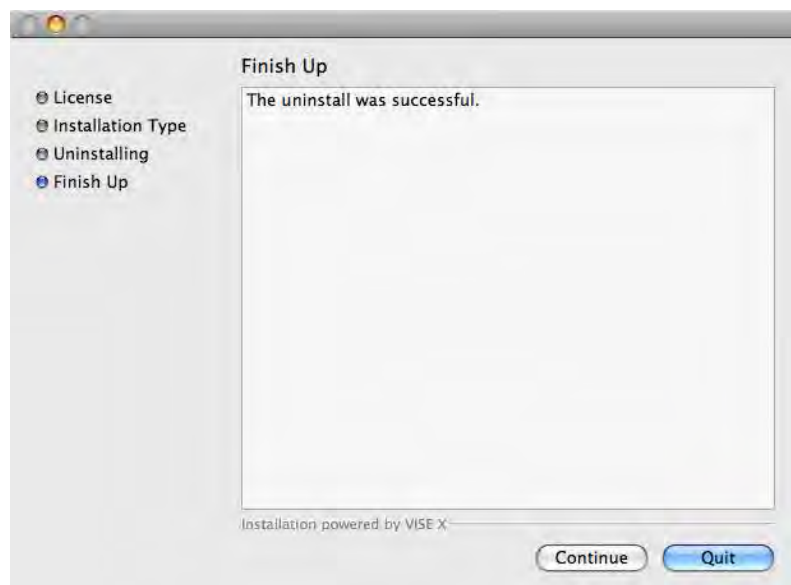 Finish Up
License
Installation Type
Uninstalling
Finish Up
The uninstall was successful.
Installation powered by VISE X
Continue
Quit